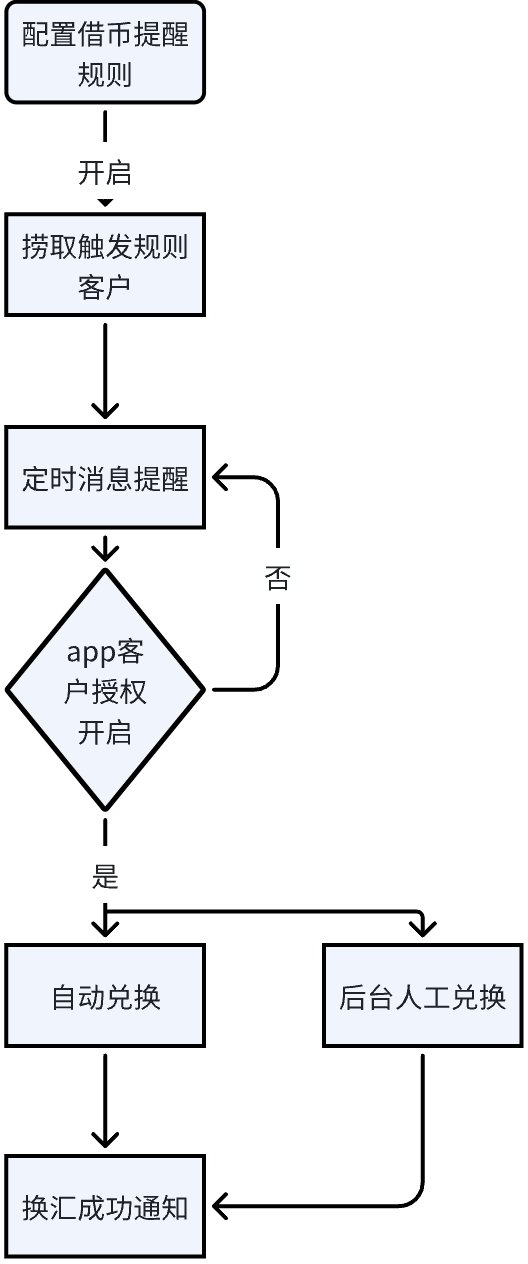 配置借币提醒
规则
开启
捞取触发规则
客户
定时消息提醒
否
app客
户授权
开启
是
自动兑换
后台人工兑换
换汇成功通知